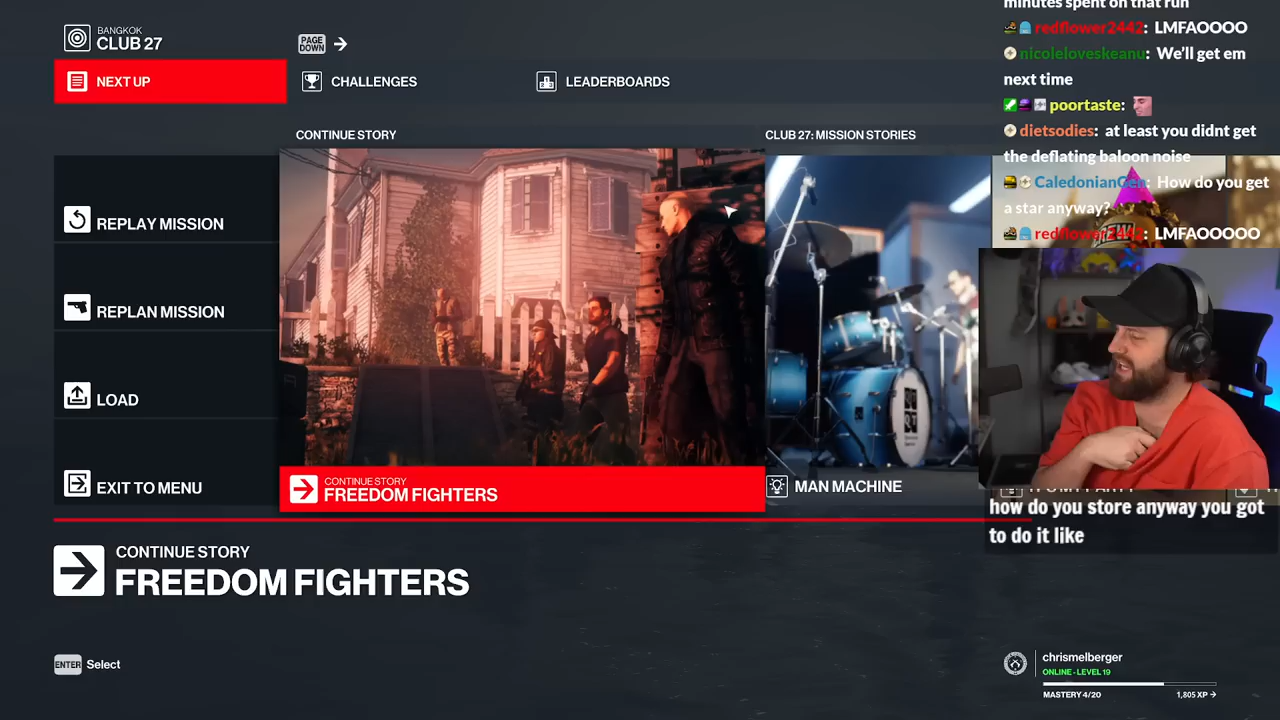 BANGKOK
CLUB 27
PAGE DOWN
NEXT UP
CHALLENGES
LEADERBOARDS
CONTINUE STORY
CLUB 27: MISSION STORIES
REPLAY MISSION
REPLAN MISSION
LOAD
EXIT TO MENU
CONTINUE STORY
FREEDOM FIGHTERS
MAN MACHINE
CONTINUE STORY
FREEDOM FIGHTERS
ENTER Select
minutes spent on that run
redflower2442: LMFAOOOO
nicoleloveskeanu: We'll get em
next time
poortaste:
dietsodies: at least you didnt get
the deflating baloon noise
CaledonianGen: How do you get
a star anyway?
redflower2442: LMFAOOOOO
how do you store anyway you got
to do it like
chrismelberger
ONLINE - LEVEL 19
MASTERY 4/20
1,805 XP